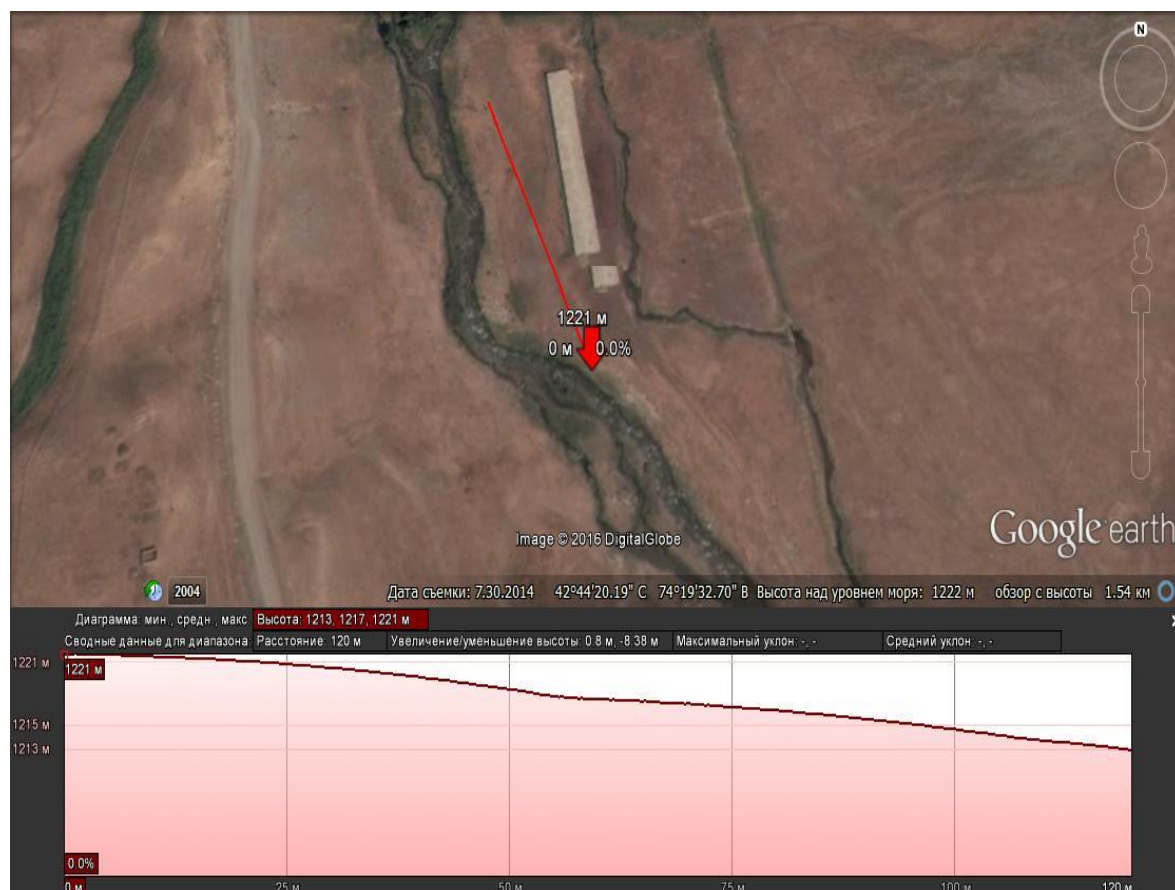 N
1221 м
0 м 0.0%
Google earth
Image © 2016 DigitalGlobe
2004
Дата съемки: 7.30.2014 42°44'20.19" С 74°19'32.70" В Высота над уровнем моря: 1222 м обзор с высоты 1.54 км
Диаграмма: мин., средн., макс. Высота: 1213, 1217, 1221 м
Сводные данные для диапазона: Расстояние: 120 м Увеличение/уменьшение высоты: 0.8 м, -8.38 м Максимальный уклон: -, - Средний уклон: -, -
1221 м
1221 м
1215 м
1213 м
0.0%
0 м 25 м 50 м 75 м 100 м 120 м